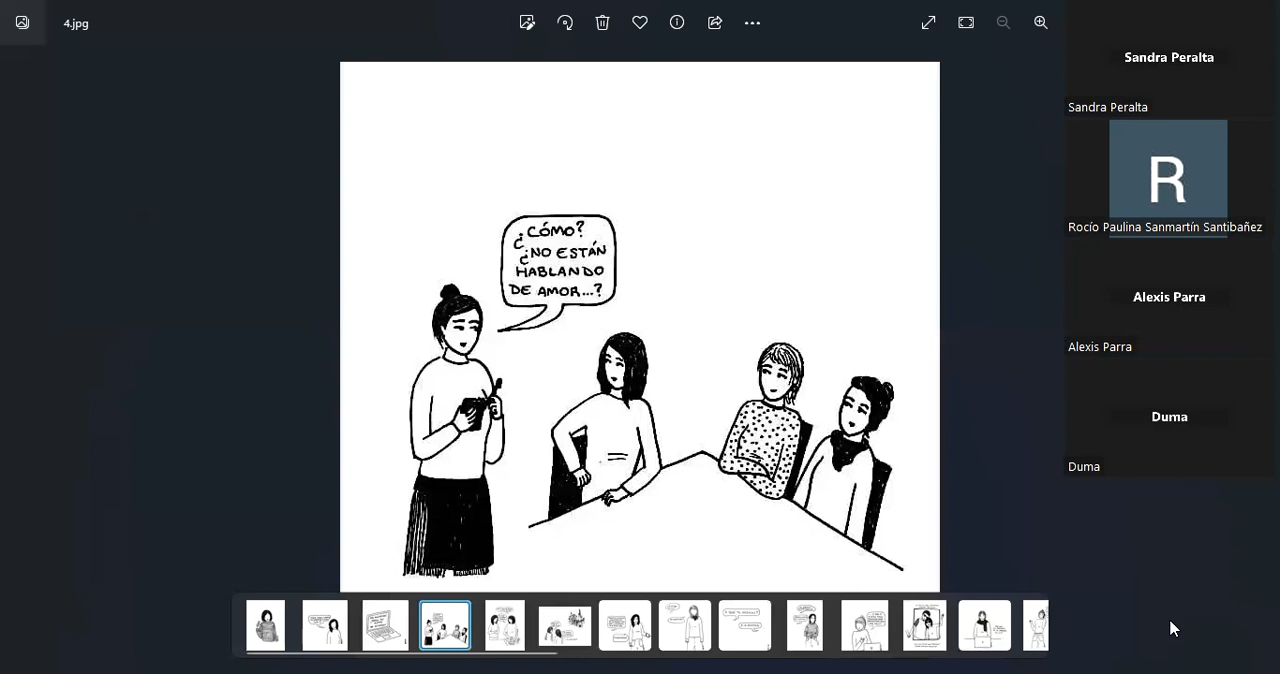 4.jpg
¿CÓMO?
¿NO ESTÁN
HABLANDO
DE AMOR...?
Sandra Peralta
Sandra Peralta
R
Rocío Paulina Sanmartín Santibañez
Alexis Parra
Alexis Parra
Duma
Duma